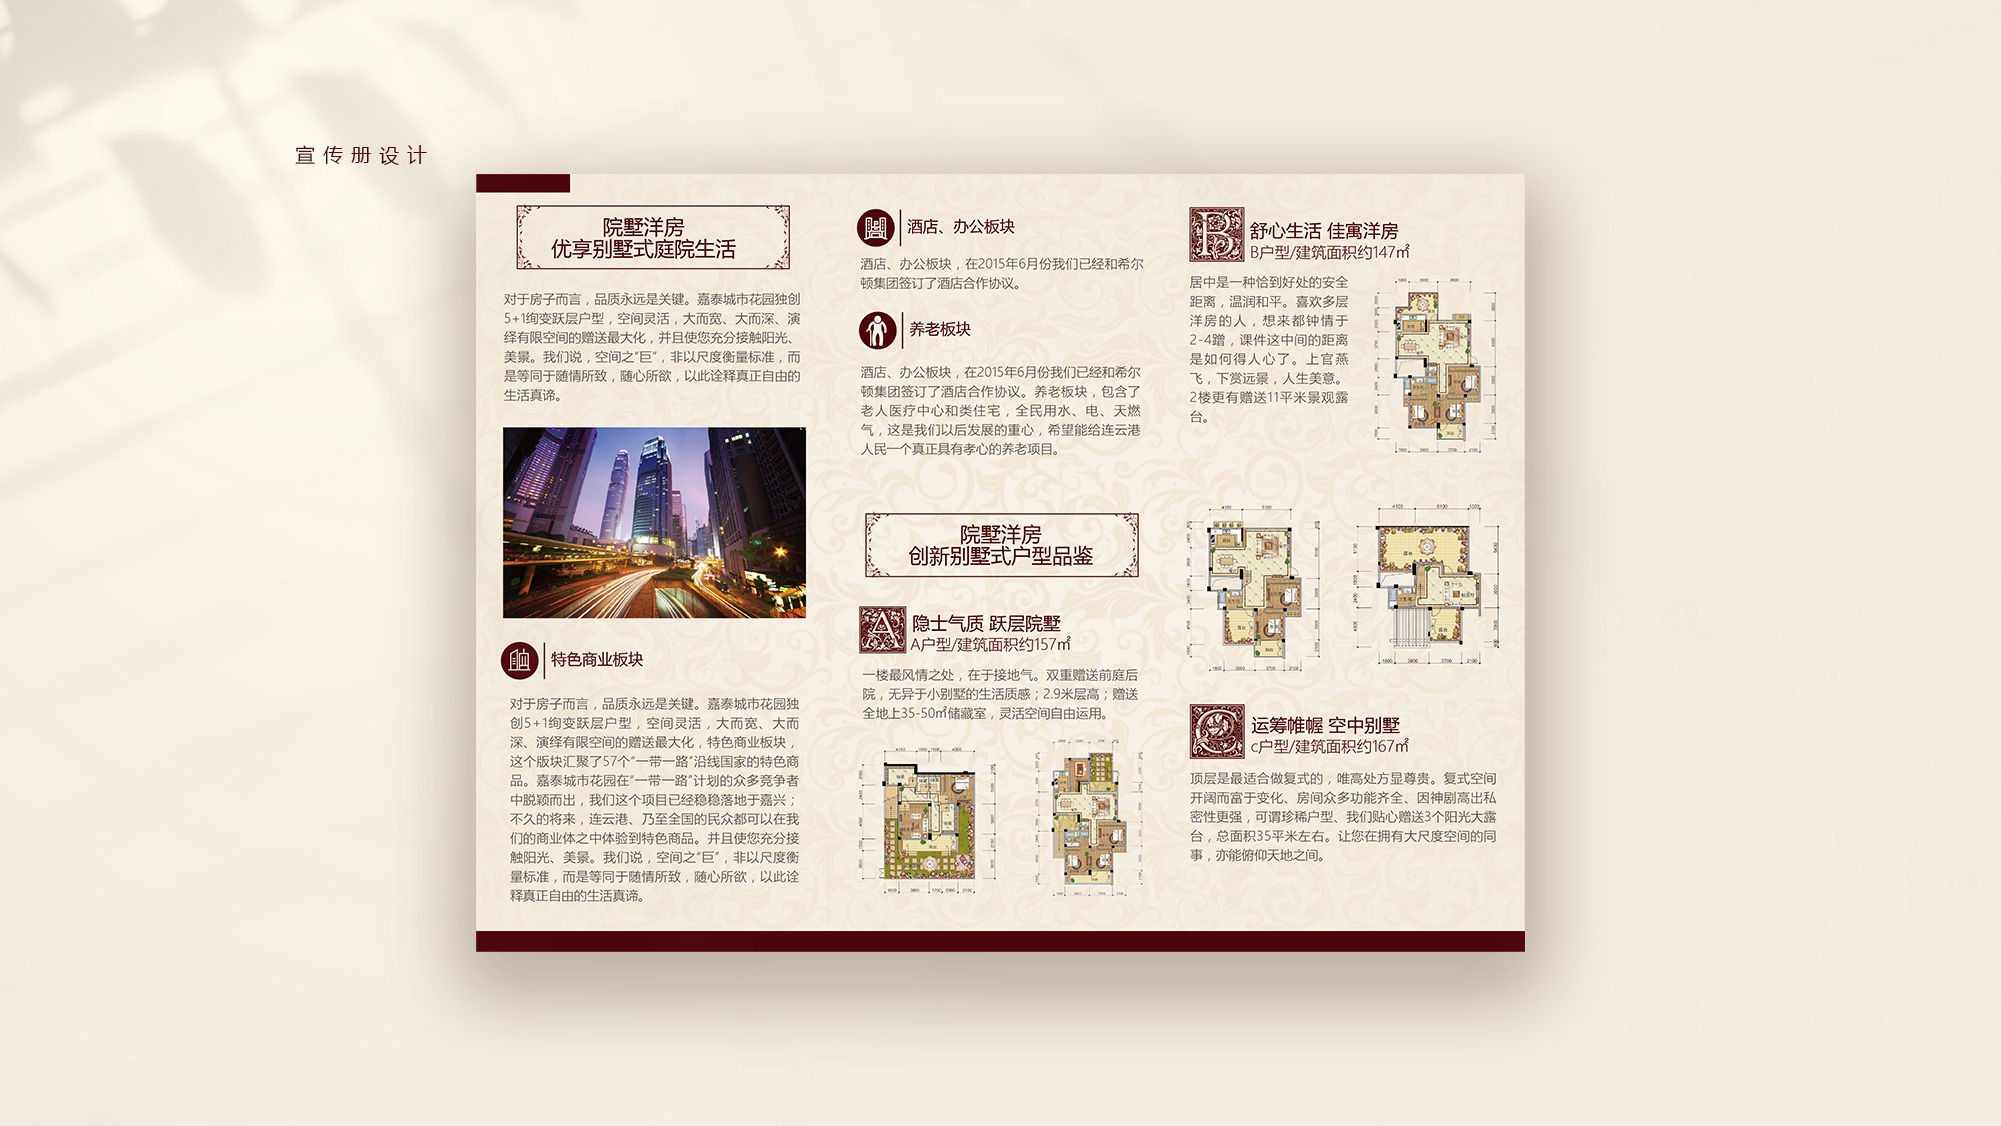 宣传册设计
院墅洋房
优享别墅式庭院生活
对于房子而言，品质永远是关键。嘉泰城市花园独创
5+1绚变跃层户型，空间灵活，大而宽、大而深、演
绎有限空间的赠送最大化，并且使您充分接触阳光、
美景。我们说，空间之“巨”，非以尺度衡量标准，而
是等同于随情所致，随心所欲，以此诠释真正自由的
生活真谛。
特色商业板块
对于房子而言，品质永远是关键。嘉泰城市花园独
创5+1绚变跃层户型，空间灵活，大而宽、大而
深、演绎有限空间的赠送最大化，特色商业板块，
这个版块汇聚了57个“一带一路”沿线国家的特色商
品。嘉泰城市花园在“一带一路”计划的众多竞争者
中脱颖而出，我们这个项目已经稳稳落地于嘉兴；
不久的将来，连云港、乃至全国的民众都可以在我
们的商业体之中体验到特色商品。并且使您充分接
触阳光、美景。我们说，空间之“巨”，非以尺度衡
量标准，而是等同于随情所致，随心所欲，以此诠
释真正自由的生活真谛。
酒店、办公板块
酒店、办公板块，在2015年6月份我们已经和希尔
顿集团签订了酒店合作协议。
养老板块
酒店、办公板块，在2015年6月份我们已经和希尔
顿集团签订了酒店合作协议。养老板块，包含了
老人医疗中心和类住宅，全民用水、电、天燃
气，这是我们以后发展的重心，希望能给连云港
人民一个真正具有孝心的养老项目。
院墅洋房
创新别墅式户型品鉴
A
隐士气质 跃层院墅
A户型/建筑面积约157㎡
一楼最风情之处，在于接地气。双重赠送前庭后
院，无异于小别墅的生活质感；2.9米层高；赠送
全地上35-50㎡储藏室，灵活空间自由运用。
B
舒心生活 佳寓洋房
B户型/建筑面积约147㎡
居中是一种恰到好处的安全
距离，温润和平。喜欢多层
洋房的人，想来都钟情于
2-4蹭，课件这中间的距离
是如何得人心了。上官燕
飞，下赏远景，人生美意。
2楼更有赠送11平米景观露
台。
C
运筹帷幄 空中别墅
c户型/建筑面积约167㎡
顶层是最适合做复式的，唯高处方显尊贵。复式空间
开阔而富于变化、房间众多功能齐全、因神剧高出私
密性更强，可谓珍稀户型、我们贴心赠送3个阳光大露
台，总面积35平米左右。让您在拥有大尺度空间的同
事，亦能俯仰天地之间。